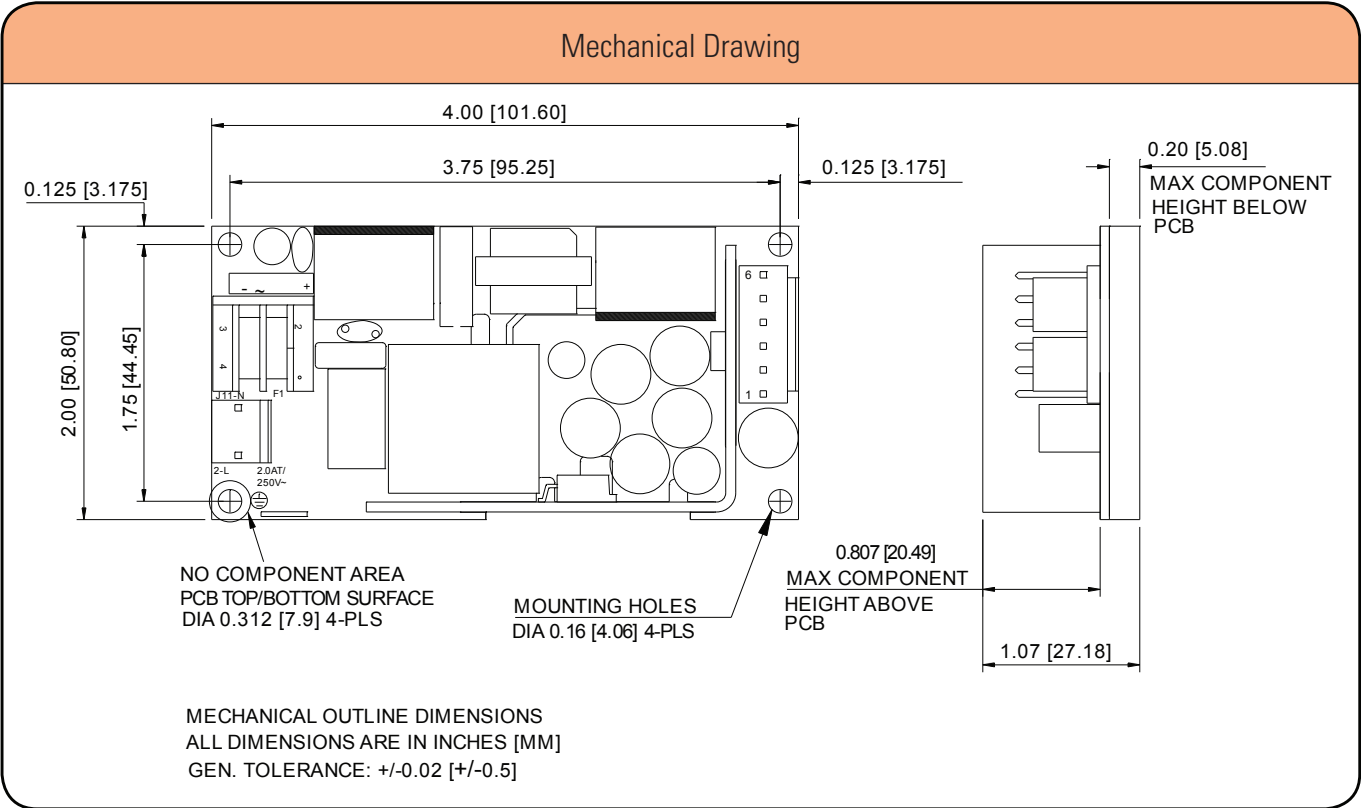 Mechanical Drawing
4.00 [101.60]
3.75 [95.25]
0.125 [3.175]
0.125 [3.175]
0.20 [5.08]
MAX COMPONENT
HEIGHT BELOW
PCB
2.00 [50.80]
1.75 [44.45]
- ~ +
3
4
2
6
1
J11-N
F1
2-L
2.0AT/
250V~
NO COMPONENT AREA
PCB TOP/BOTTOM SURFACE
DIA 0.312 [7.9] 4-PLS
MOUNTING HOLES
DIA 0.16 [4.06] 4-PLS
0.807 [20.49]
MAX COMPONENT
HEIGHT ABOVE
PCB
1.07 [27.18]
MECHANICAL OUTLINE DIMENSIONS
ALL DIMENSIONS ARE IN INCHES [MM]
GEN. TOLERANCE: +/-0.02 [+/-0.5]